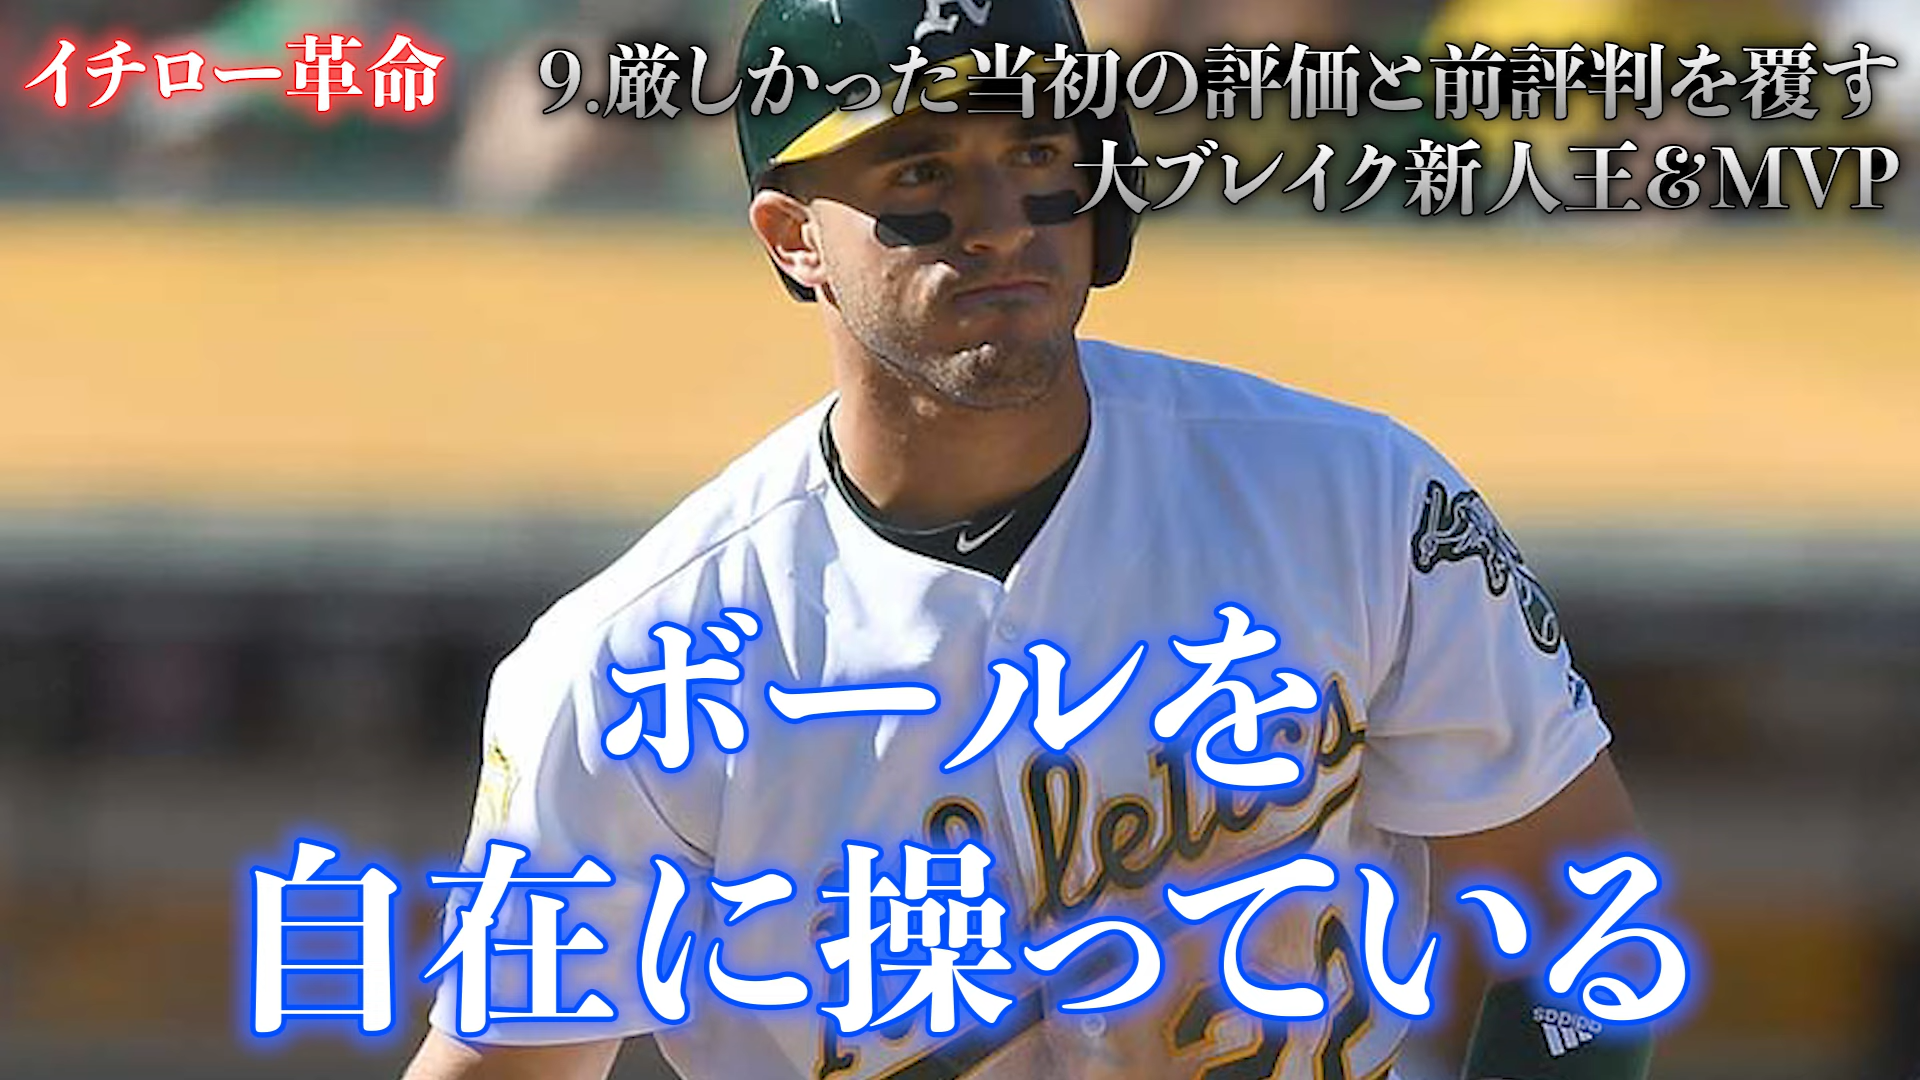 イチロー革命
9.厳しかった当初の評価と前評判を覆す
大ブレイク新人王&MVP
ボールを
自在に操っている
Athletics
adidas